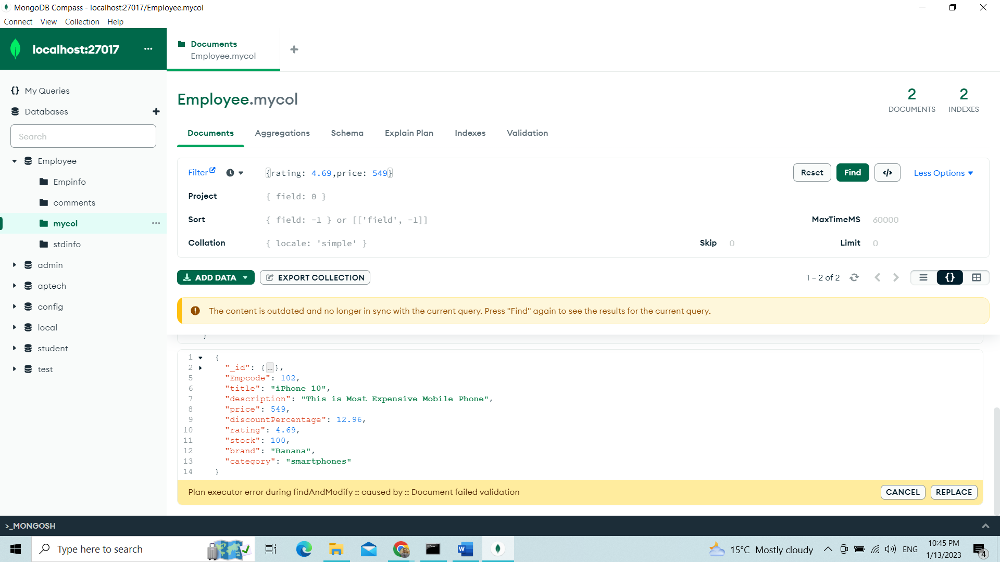 MongoDB Compass - localhost:27017/Employee.mycol
Connect View Collection Help
localhost:27017 ...
Documents
Employee.mycol
My Queries
Databases
Search
Employee
Empinfo
comments
mycol
stdinfo
admin
aptech
config
local
student
test
Employee.mycol
2
DOCUMENTS
2
INDEXES
Documents Aggregations Schema Explain Plan Indexes Validation
Filter {rating: 4.69,price: 549} Reset Find </> Less Options
Project { field: 0 }
Sort { field: -1 } or [['field', -1]] MaxTimeMS 60000
Collation { locale: 'simple' } Skip 0 Limit 0
ADD DATA EXPORT COLLECTION 1 – 2 of 2 {}
The content is outdated and no longer in sync with the current query. Press "Find" again to see the results for the current query.
}
1 {
2 "_id": {...},
5 "Empcode": 102,
6 "title": "iPhone 10",
7 "description": "This is Most Expensive Mobile Phone",
8 "price": 549,
9 "discountPercentage": 12.96,
10 "rating": 4.69,
11 "stock": 100,
12 "brand": "Banana",
13 "category": "smartphones"
14 }
Plan executor error during findAndModify :: caused by :: Document failed validation CANCEL REPLACE
>_MONGOSH
Type here to search
15°C Mostly cloudy ENG
10:45 PM
1/13/2023
4